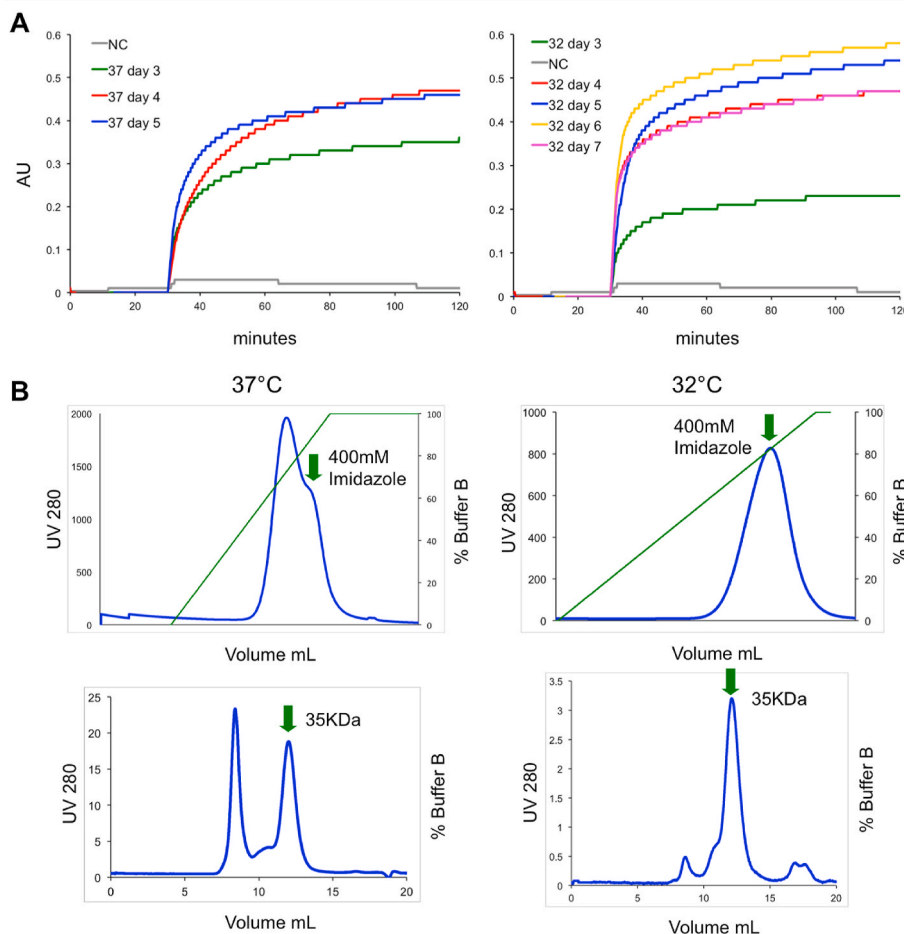 A
NC
37 day 3
37 day 4
37 day 5
0.6
0.5
0.4
0.3
0.2
0.1
0
AU
0 20 40 60 80 100 120
minutes
32 day 3
NC
32 day 4
32 day 5
32 day 6
32 day 7
0.6
0.5
0.4
0.3
0.2
0.1
0
0 20 40 60 80 100 120
minutes
B
37°C
2000
1500
1000
500
0
UV 280
400mM
Imidazole
100
80
60
40
20
0
% Buffer B
Volume mL
32°C
1000
800
600
400
200
0
UV 280
400mM
Imidazole
100
80
60
40
20
0
% Buffer B
Volume mL
25
20
15
10
5
0
UV 280
35KDa
% Buffer B
0 10 20
Volume mL
3.5
3
2.5
2
1.5
1
0.5
0
UV 280
35KDa
% Buffer B
0 5 10 15 20
Volume mL